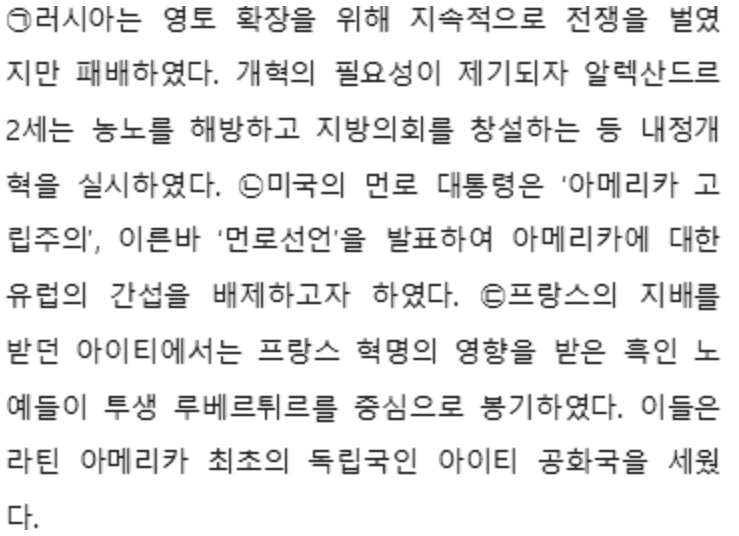 ㉠러시아는 영토 확장을 위해 지속적으로 전쟁을 벌였
지만 패배하였다. 개혁의 필요성이 제기되자 알렉산드르
2세는 농노를 해방하고 지방의회를 창설하는 등 내정개
혁을 실시하였다. ㉡미국의 먼로 대통령은 '아메리카 고
립주의', 이른바 '먼로선언'을 발표하여 아메리카에 대한
유럽의 간섭을 배제하고자 하였다. ㉢프랑스의 지배를
받던 아이티에서는 프랑스 혁명의 영향을 받은 흑인 노
예들이 투생 루베르튀르를 중심으로 봉기하였다. 이들은
라틴 아메리카 최초의 독립국인 아이티 공화국을 세웠
다.